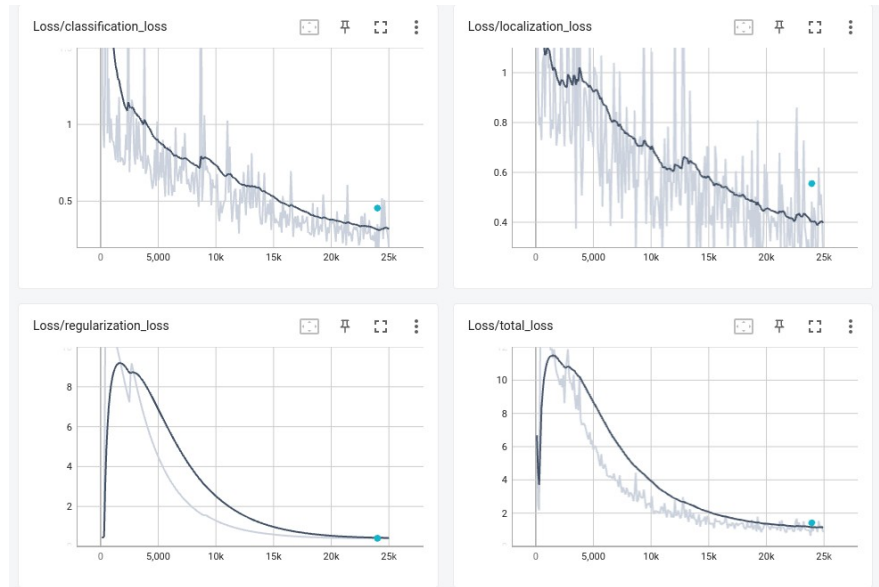 Loss/classification_loss
1
0.5
0 5,000 10k 15k 20k 25k
Loss/localization_loss
1
0.8
0.6
0.4
0 5,000 10k 15k 20k 25k
Loss/regularization_loss
8
6
4
2
0 5,000 10k 15k 20k 25k
Loss/total_loss
10
8
6
4
2
0 5,000 10k 15k 20k 25k